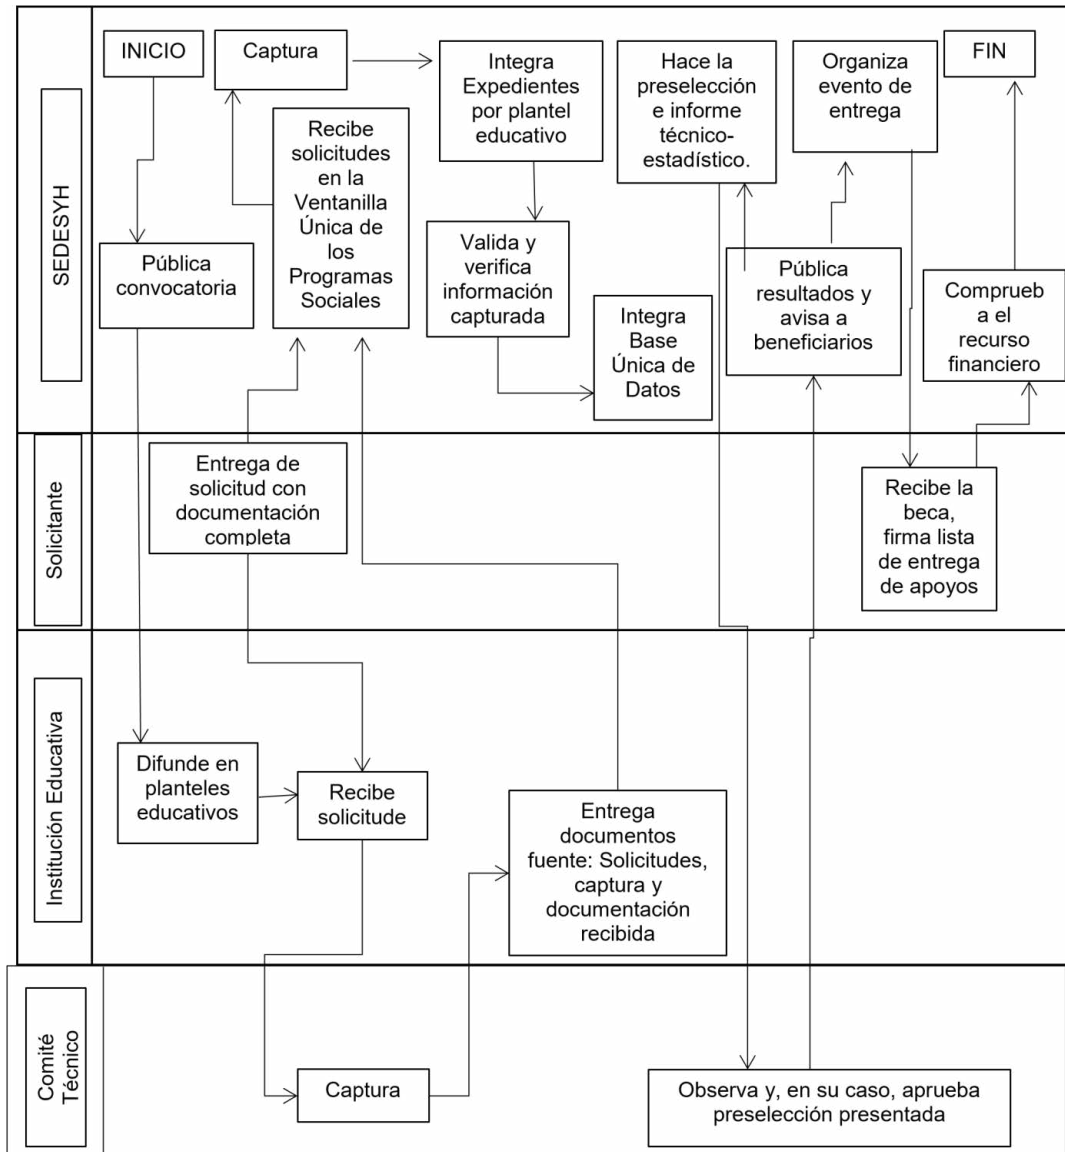 SEDESYH
INICIO
Captura
Integra
Expedientes
por plantel
educativo
Hace la
preselección
e informe
técnico-
estadístico.
Organiza
evento de
entrega
FIN
Recibe
solicitudes
en la
Ventanilla
Única de
los
Programas
Sociales
Pública
convocatoria
Valida y
verifica
información
capturada
Integra
Base
Única de
Datos
Pública
resultados y
avisa a
beneficiarios
Comprueb
a el
recurso
financiero
Solicitante
Entrega de
solicitud con
documentación
completa
Recibe la
beca,
firma lista
de entrega
de apoyos
Institución Educativa
Difunde en
planteles
educativos
Recibe
solicitude
Entrega
documentos
fuente: Solicitudes,
captura y
documentación
recibida
Comité
Técnico
Captura
Observa y, en su caso, aprueba
preselección presentada